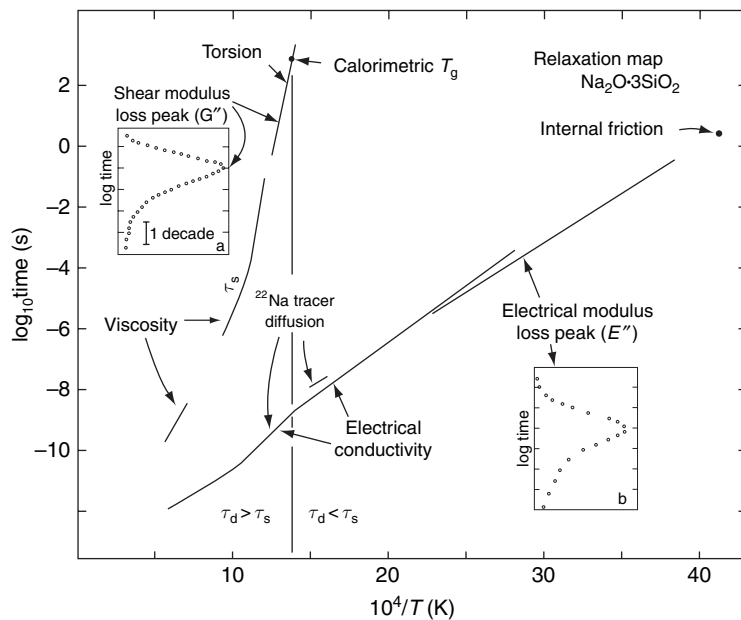 Torsion
Calorimetric Tg
Relaxation map
Na₂O·3SiO₂
Shear modulus
loss peak (G″)
Internal friction
log time
1 decade
a
τs
²²Na tracer
diffusion
Viscosity
Electrical modulus
loss peak (E″)
Electrical
conductivity
log time
b
τd > τs
τd < τs
log₁₀time (s)
2
0
−2
−4
−6
−8
−10
10
20
30
40
10⁴/T (K)